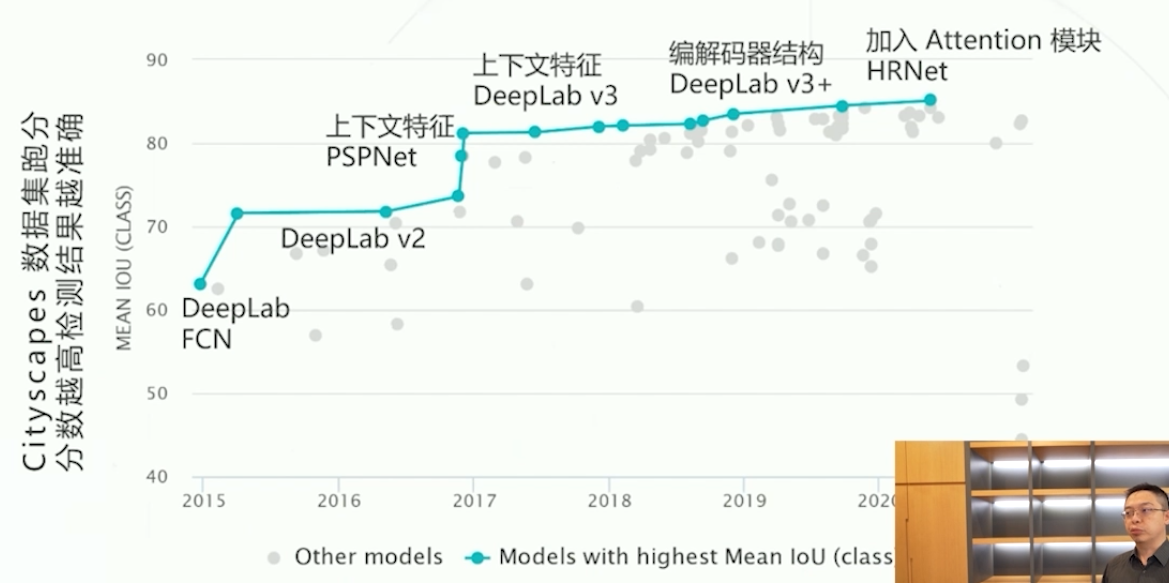 Cityscapes 数据集跑分
分数越高检测结果越准确
MEAN IOU (CLASS)
90
80
70
60
50
40
2015
2016
2017
2018
2019
2020
DeepLab
FCN
DeepLab v2
上下文特征
PSPNet
上下文特征
DeepLab v3
编解码器结构
DeepLab v3+
加入 Attention 模块
HRNet
Other models
Models with highest Mean IoU (class